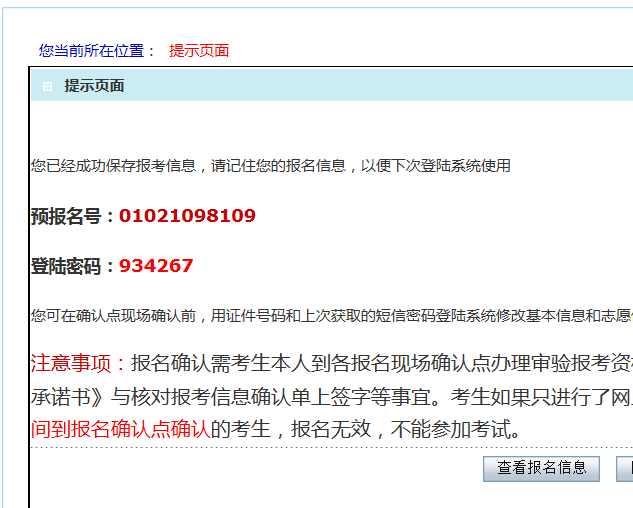 您当前所在位置： 提示页面
提示页面
您已经成功保存报考信息，请记住您的报名信息，以便下次登陆系统使用
预报名号：01021098109
登陆密码：934267
您可在确认点现场确认前，用证件号码和上次获取的短信密码登陆系统修改基本信息和志愿
注意事项：报名确认需考生本人到各报名现场确认点办理审验报考资
承诺书》与核对报考信息确认单上签字等事宜。考生如果只进行了网
间到报名确认点确认的考生，报名无效，不能参加考试。
查看报名信息